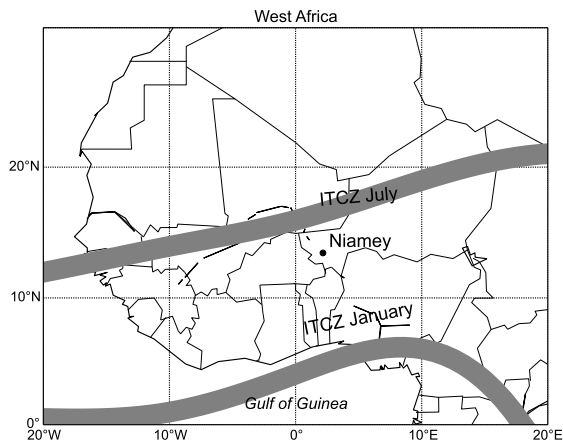 West Africa
20°N
ITCZ July
Niamey
10°N
ITCZ January
Gulf of Guinea
0°
20°W
10°W
0°
10°E
20°E